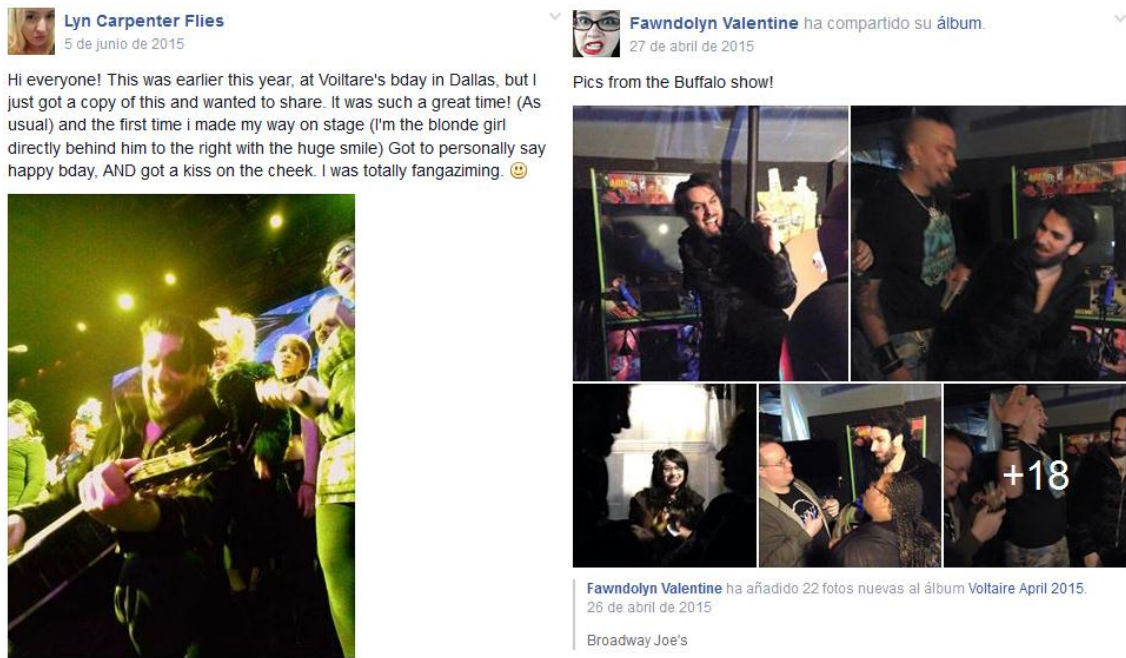 Lyn Carpenter Flies
5 de junio de 2015
Hi everyone! This was earlier this year, at Voiltare's bday in Dallas, but I
just got a copy of this and wanted to share. It was such a great time! (As
usual) and the first time i made my way on stage (I'm the blonde girl
directly behind him to the right with the huge smile) Got to personally say
happy bday, AND got a kiss on the cheek. I was totally fangaziming. 😃
Fawndolyn Valentine ha compartido su álbum.
27 de abril de 2015
Pics from the Buffalo show!
+18
Fawndolyn Valentine ha añadido 22 fotos nuevas al álbum Voltaire April 2015.
26 de abril de 2015
Broadway Joe's